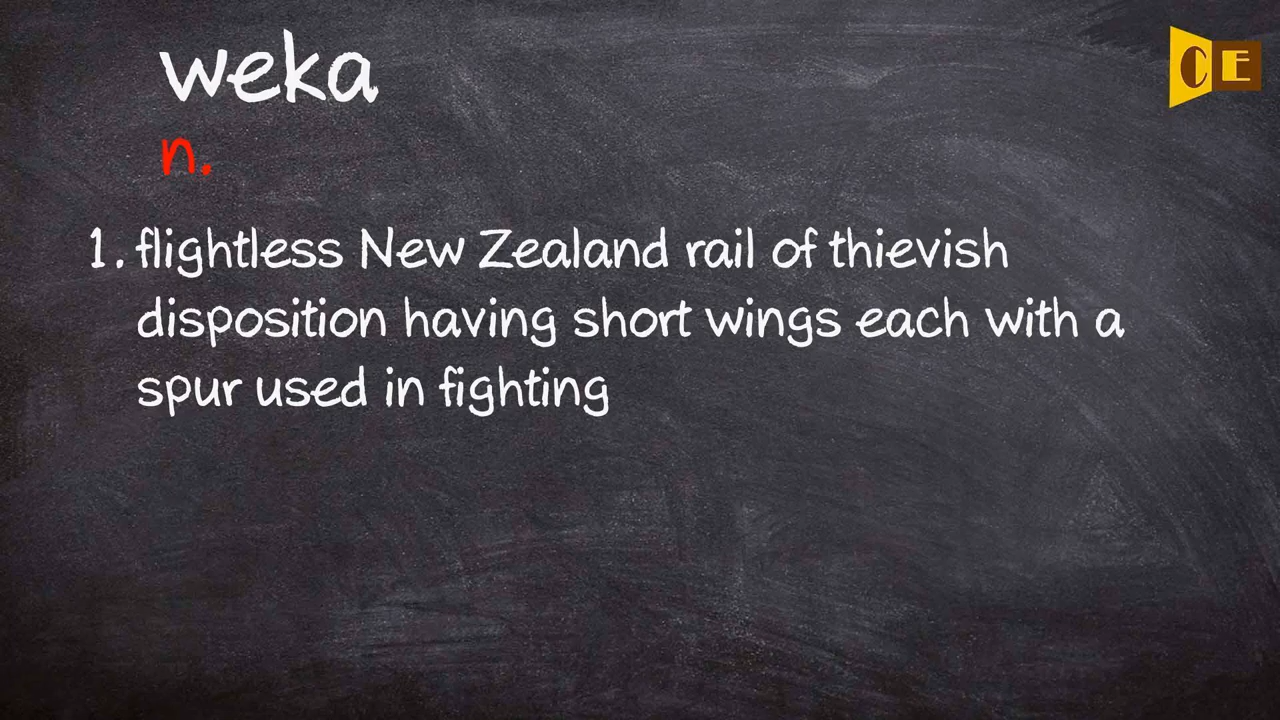 weka
CE
n.
1. flightless New Zealand rail of thievish
disposition having short wings each with a
spur used in fighting